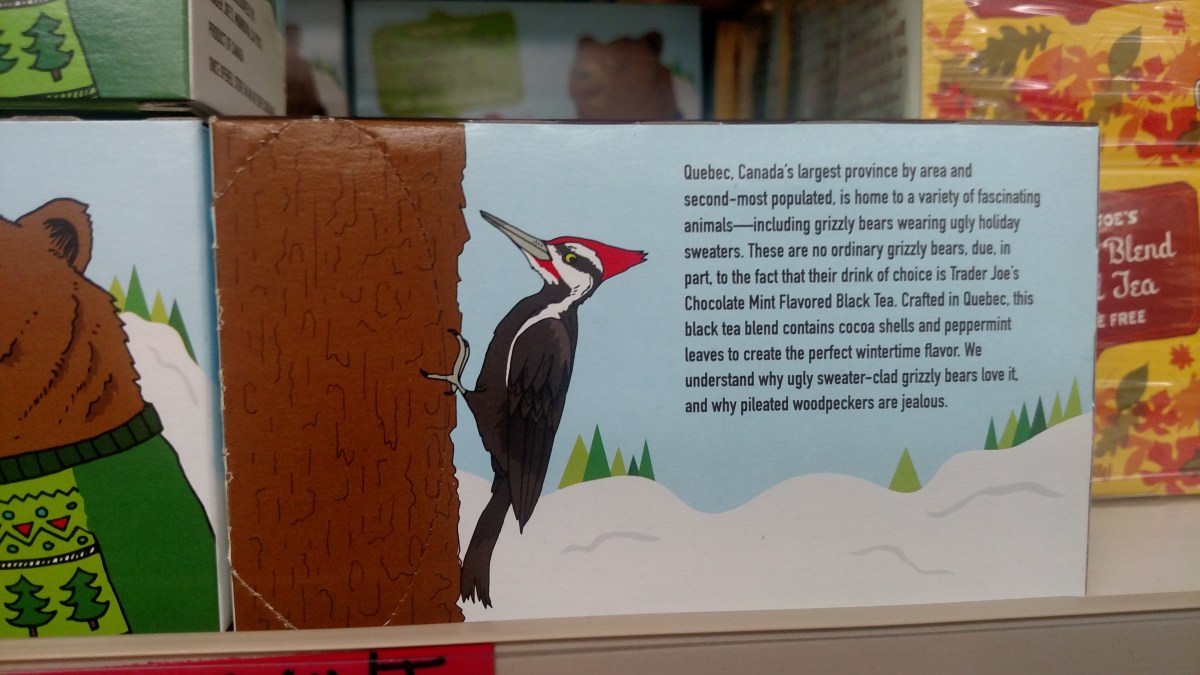 PRODUCT OF CANADA
Quebec, Canada's largest province by area and
second-most populated, is home to a variety of fascinating
animals—including grizzly bears wearing ugly holiday
sweaters. These are no ordinary grizzly bears, due, in
part, to the fact that their drink of choice is Trader Joe's
Chocolate Mint Flavored Black Tea. Crafted in Quebec, this
black tea blend contains cocoa shells and peppermint
leaves to create the perfect wintertime flavor. We
understand why ugly sweater-clad grizzly bears love it,
and why pileated woodpeckers are jealous.
JOE'S
Blend
Tea
FREE